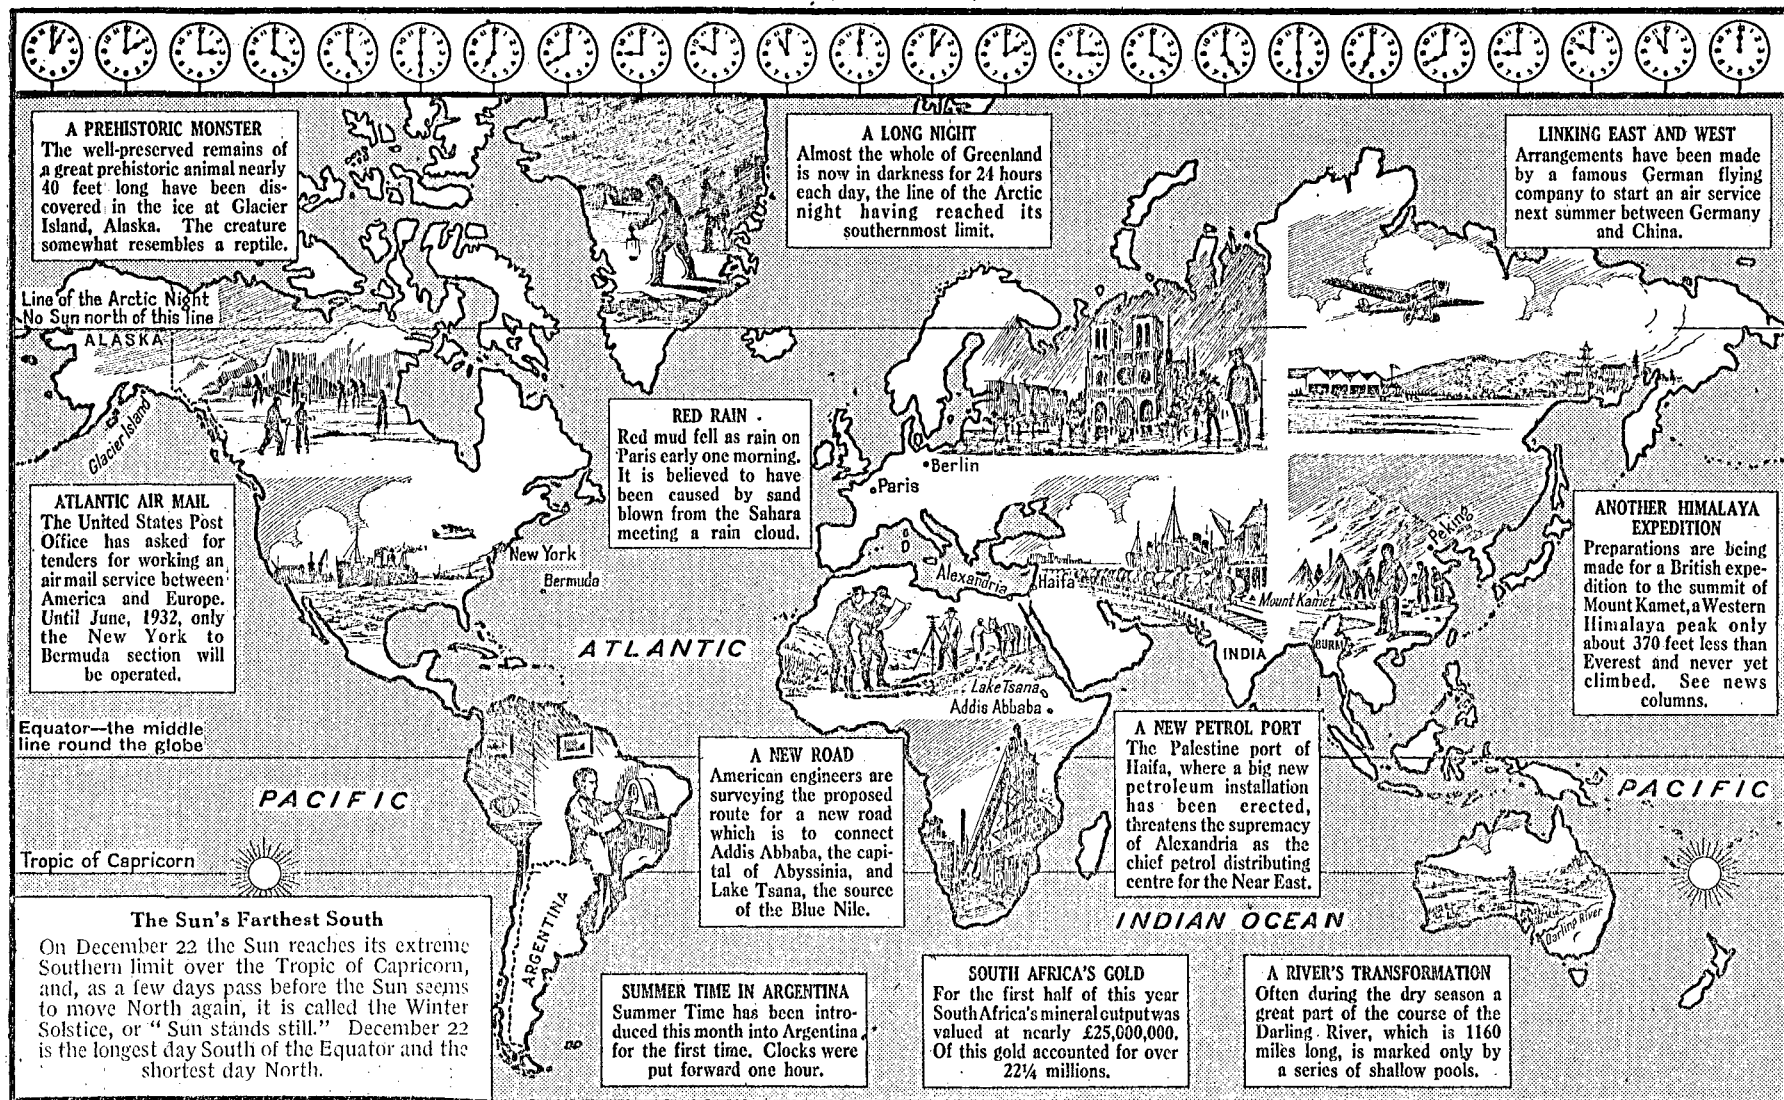 A PREHISTORIC MONSTER
The well-preserved remains of
a great prehistoric animal nearly
40 feet long have been dis-
covered in the ice at Glacier
Island, Alaska. The creature
somewhat resembles a reptile.
A LONG NIGHT
Almost the whole of Greenland
is now in darkness for 24 hours
each day, the line of the Arctic
night having reached its
southernmost limit.
LINKING EAST AND WEST
Arrangements have been made
by a famous German flying
company to start an air service
next summer between Germany
and China.
Line of the Arctic Night
No Sun north of this line
ALASKA
Glacier Island
RED RAIN
Red mud fell as rain on
Paris early one morning.
It is believed to have
been caused by sand
blown from the Sahara
meeting a rain cloud.
Berlin
Paris
ATLANTIC AIR MAIL
The United States Post
Office has asked for
tenders for working an
air mail service between
America and Europe.
Until June, 1932, only
the New York to
Bermuda section will
be operated.
New York
Bermuda
Alexandria
Haifa
Mount Kamet
Peking
ANOTHER HIMALAYA
EXPEDITION
Preparations are being
made for a British expe-
dition to the summit of
Mount Kamet, a Western
Himalaya peak only
about 370 feet less than
Everest and never yet
climbed. See news
columns.
ATLANTIC
INDIA
BURMA
Lake Tsana
Addis Abbaba
Equator—the middle
line round the globe
PACIFIC
A NEW ROAD
American engineers are
surveying the proposed
route for a new road
which is to connect
Addis Abbaba, the capi-
tal of Abyssinia, and
Lake Tsana, the source
of the Blue Nile.
A NEW PETROL PORT
The Palestine port of
Haifa, where a big new
petroleum installation
has been erected,
threatens the supremacy
of Alexandria as the
chief petrol distributing
centre for the Near East.
PACIFIC
Tropic of Capricorn
INDIAN OCEAN
Darling River
ARGENTINA
The Sun's Farthest South
On December 22 the Sun reaches its extreme
Southern limit over the Tropic of Capricorn,
and, as a few days pass before the Sun seems
to move North again, it is called the Winter
Solstice, or "Sun stands still." December 22
is the longest day South of the Equator and the
shortest day North.
SUMMER TIME IN ARGENTINA
Summer Time has been intro-
duced this month into Argentina
for the first time. Clocks were
put forward one hour.
SOUTH AFRICA'S GOLD
For the first half of this year
South Africa's mineral output was
valued at nearly £25,000,000.
Of this gold accounted for over
22¼ millions.
A RIVER'S TRANSFORMATION
Often during the dry season a
great part of the course of the
Darling River, which is 1160
miles long, is marked only by
a series of shallow pools.